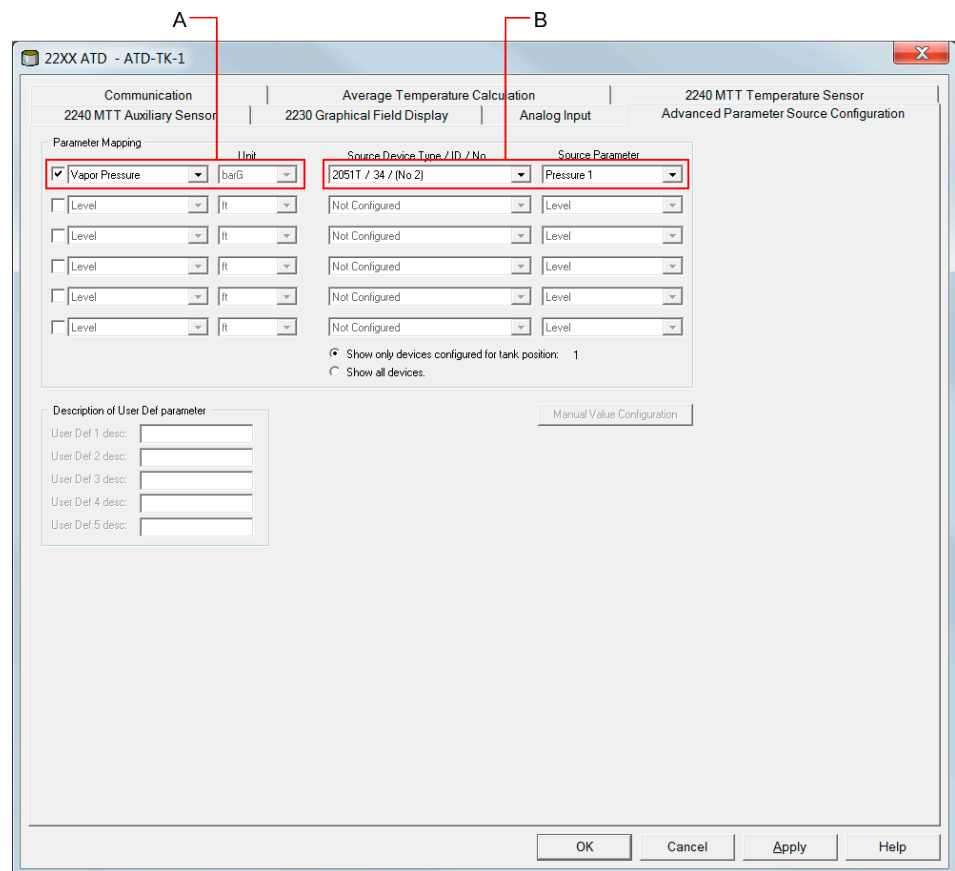 A
B
22XX ATD - ATD-TK-1
Communication
Average Temperature Calculation
2240 MTT Temperature Sensor
2240 MTT Auxiliary Sensor
2230 Graphical Field Display
Analog Input
Advanced Parameter Source Configuration
Parameter Mapping
Unit
Source Device Type / ID / No
Source Parameter
Vapor Pressure barG 2051T / 34 / (No 2) Pressure 1
Level ft Not Configured Level
Level ft Not Configured Level
Level ft Not Configured Level
Level ft Not Configured Level
Level ft Not Configured Level
Show only devices configured for tank position: 1
Show all devices.
Description of User Def parameter
Manual Value Configuration
User Def 1 desc:
User Def 2 desc:
User Def 3 desc:
User Def 4 desc:
User Def 5 desc:
OK Cancel Apply Help